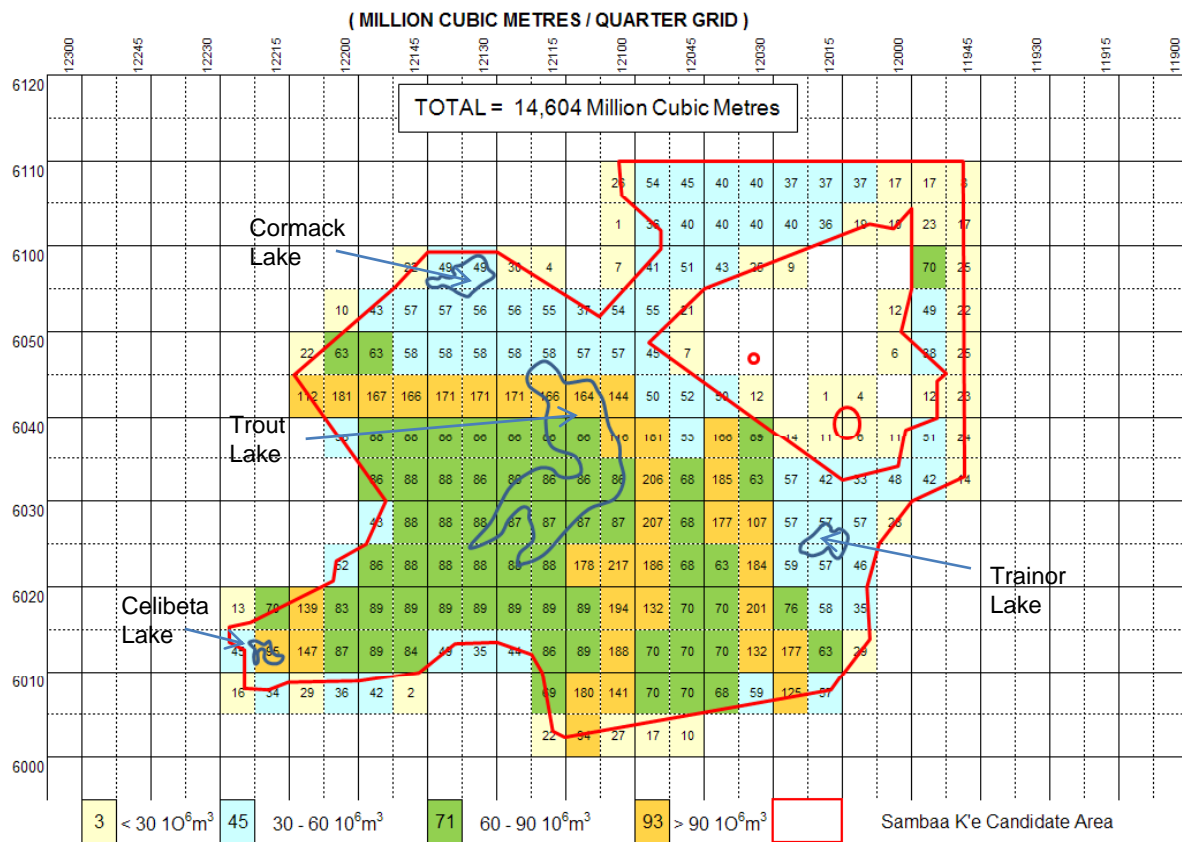 ( MILLION CUBIC METRES / QUARTER GRID )
12300 12245 12230 12215 12200 12145 12130 12115 12100 12045 12030 12015 12000 11945 11930 11915 11900
6120
TOTAL = 14,604 Million Cubic Metres
6110
26 54 45 40 40 37 37 37 17 17
Cormack
Lake
1 36 40 40 40 36 19 23 17
6100
22 49 49 30 4 7 41 51 43 9 70 25
10 43 57 57 56 56 55 37 54 55 21 12 49 22
6050
22 63 63 58 58 58 58 58 57 57 45 7 6 38 25
112 181 167 166 171 171 171 166 164 144 50 52 50 12 1 4 12 23
6040
Trout
Lake
88 88 88 88 14 11 11 51 24
86 88 88 86 86 86 86 206 68 185 63 57 42 33 48 42 14
6030
43 88 88 88 87 87 87 87 207 68 177 107 57 57 57
52 86 88 88 88 88 88 178 217 186 68 63 184 59 57 46
Trainor
Lake
6020
Celibeta
Lake
13 70 139 83 89 89 89 89 89 89 194 132 70 70 201 76 58 35
45 95 147 87 89 84 49 35 44 86 89 188 70 70 70 132 177 63 29
6010
16 34 29 36 42 2 69 180 141 70 70 68 59 125 57
22 94 27 17 10
6000
3 < 30 10⁶m³ 45 30 - 60 10⁶m³ 71 60 - 90 10⁶m³ 93 > 90 10⁶m³ Sambaa K'e Candidate Area